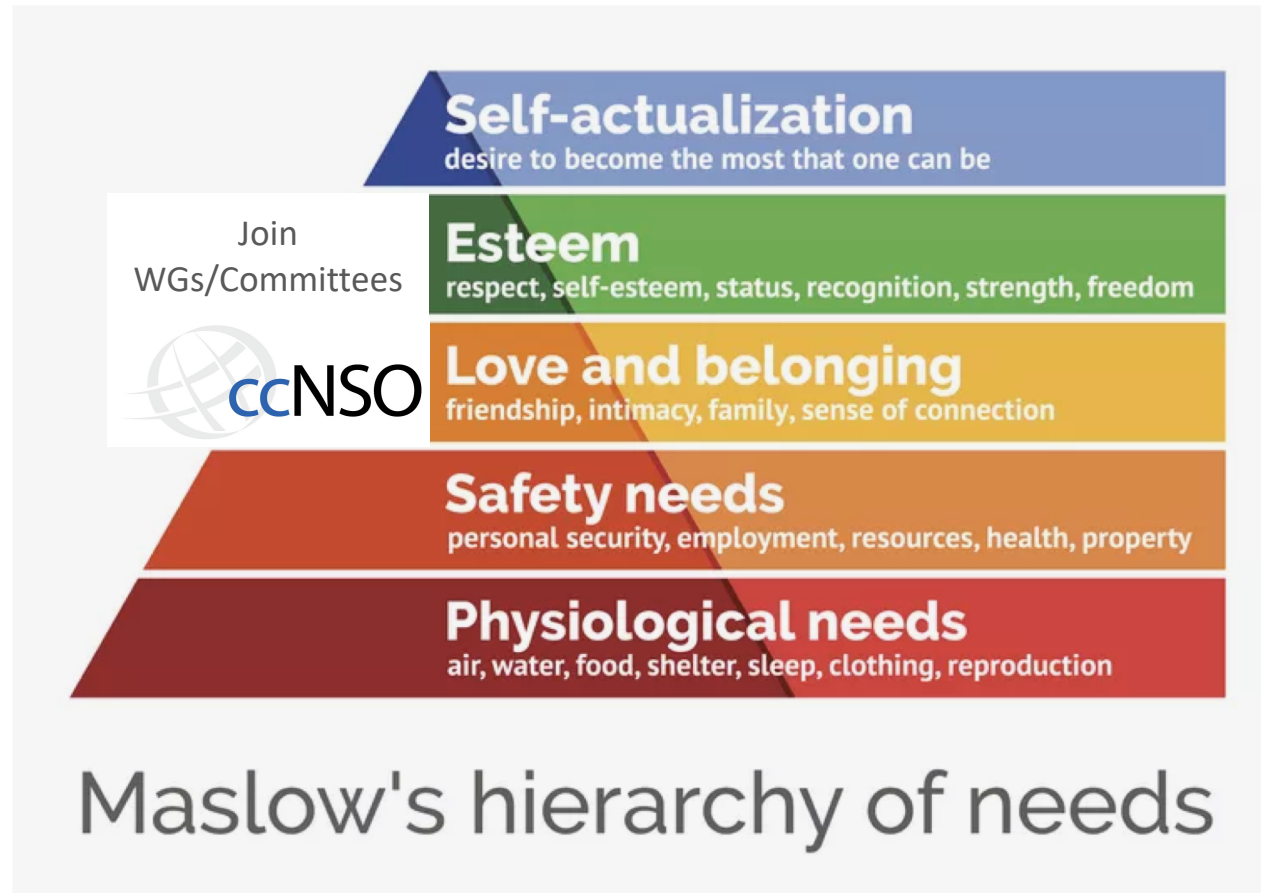 Self-actualization
desire to become the most that one can be
Join
WGs/Committees
ccNSO
Esteem
respect, self-esteem, status, recognition, strength, freedom
Love and belonging
friendship, intimacy, family, sense of connection
Safety needs
personal security, employment, resources, health, property
Physiological needs
air, water, food, shelter, sleep, clothing, reproduction
Maslow's hierarchy of needs